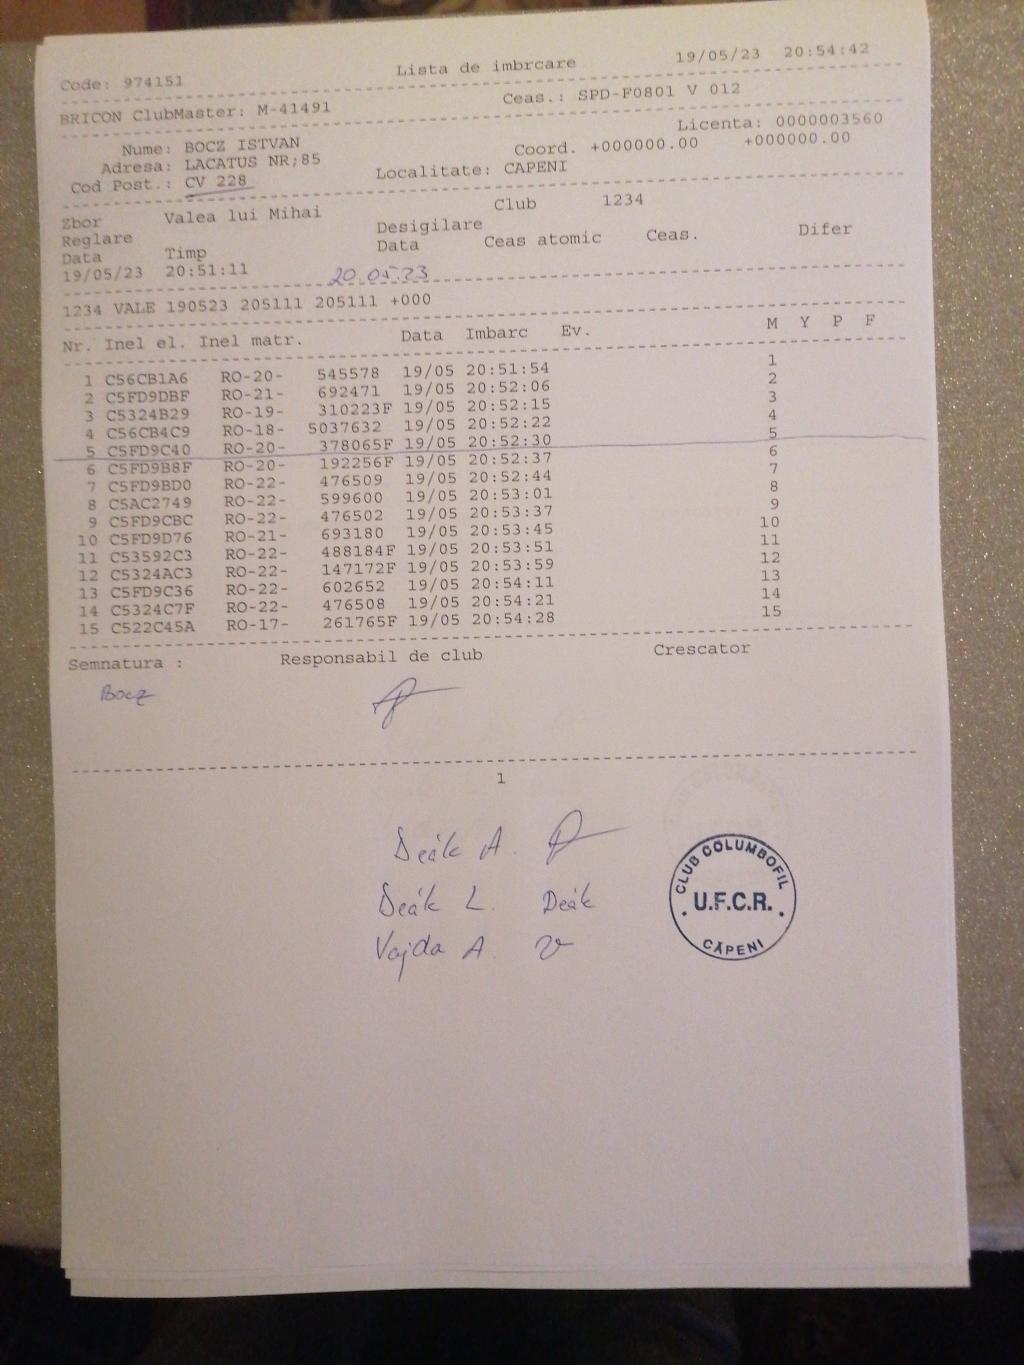 Code: 974151 Lista de imbrcare 19/05/23 20:54:42
BRICON ClubMaster: M-41491 Ceas.: SPD-F0801 V 012
Licenta: 0000003560
Nume: BOCZ ISTVAN Coord. +000000.00 +000000.00
Adresa: LACATUS NR;85
Cod Post.: CV 228 Localitate: CAPENI
Zbor Valea lui Mihai Club 1234
Reglare Desigilare
Data Timp Data Ceas atomic Ceas. Difer
19/05/23 20:51:11 20.05.23
1234 VALE 190523 205111 205111 +000
Nr. Inel el. Inel matr. Data Imbarc Ev. M Y P F
1 C56CB1A6 RO-20- 545578 19/05 20:51:54 1
2 C5FD9DBF RO-21- 692471 19/05 20:52:06 2
3 C5324B29 RO-19- 310223F 19/05 20:52:15 3
4 C56CB4C9 RO-18- 5037632 19/05 20:52:22 4
5 C5FD9C40 RO-20- 378065F 19/05 20:52:30 5
6 C5FD9B8F RO-20- 192256F 19/05 20:52:37 6
7 C5FD9BD0 RO-22- 476509 19/05 20:52:44 7
8 C5AC2749 RO-22- 599600 19/05 20:53:01 8
9 C5FD9CBC RO-22- 476502 19/05 20:53:37 9
10 C5FD9D76 RO-21- 693180 19/05 20:53:45 10
11 C53592C3 RO-22- 488184F 19/05 20:53:51 11
12 C5324AC3 RO-22- 147172F 19/05 20:53:59 12
13 C5FD9C36 RO-22- 602652 19/05 20:54:11 13
14 C5324C7F RO-22- 476508 19/05 20:54:21 14
15 C522C45A RO-17- 261765F 19/05 20:54:28 15
Semnatura : Responsabil de club Crescator
Bocz
1
Deák A.
Deák L. Deák
Vajda A.
CLUB COLUMBOFIL
U.F.C.R.
CĂPENI